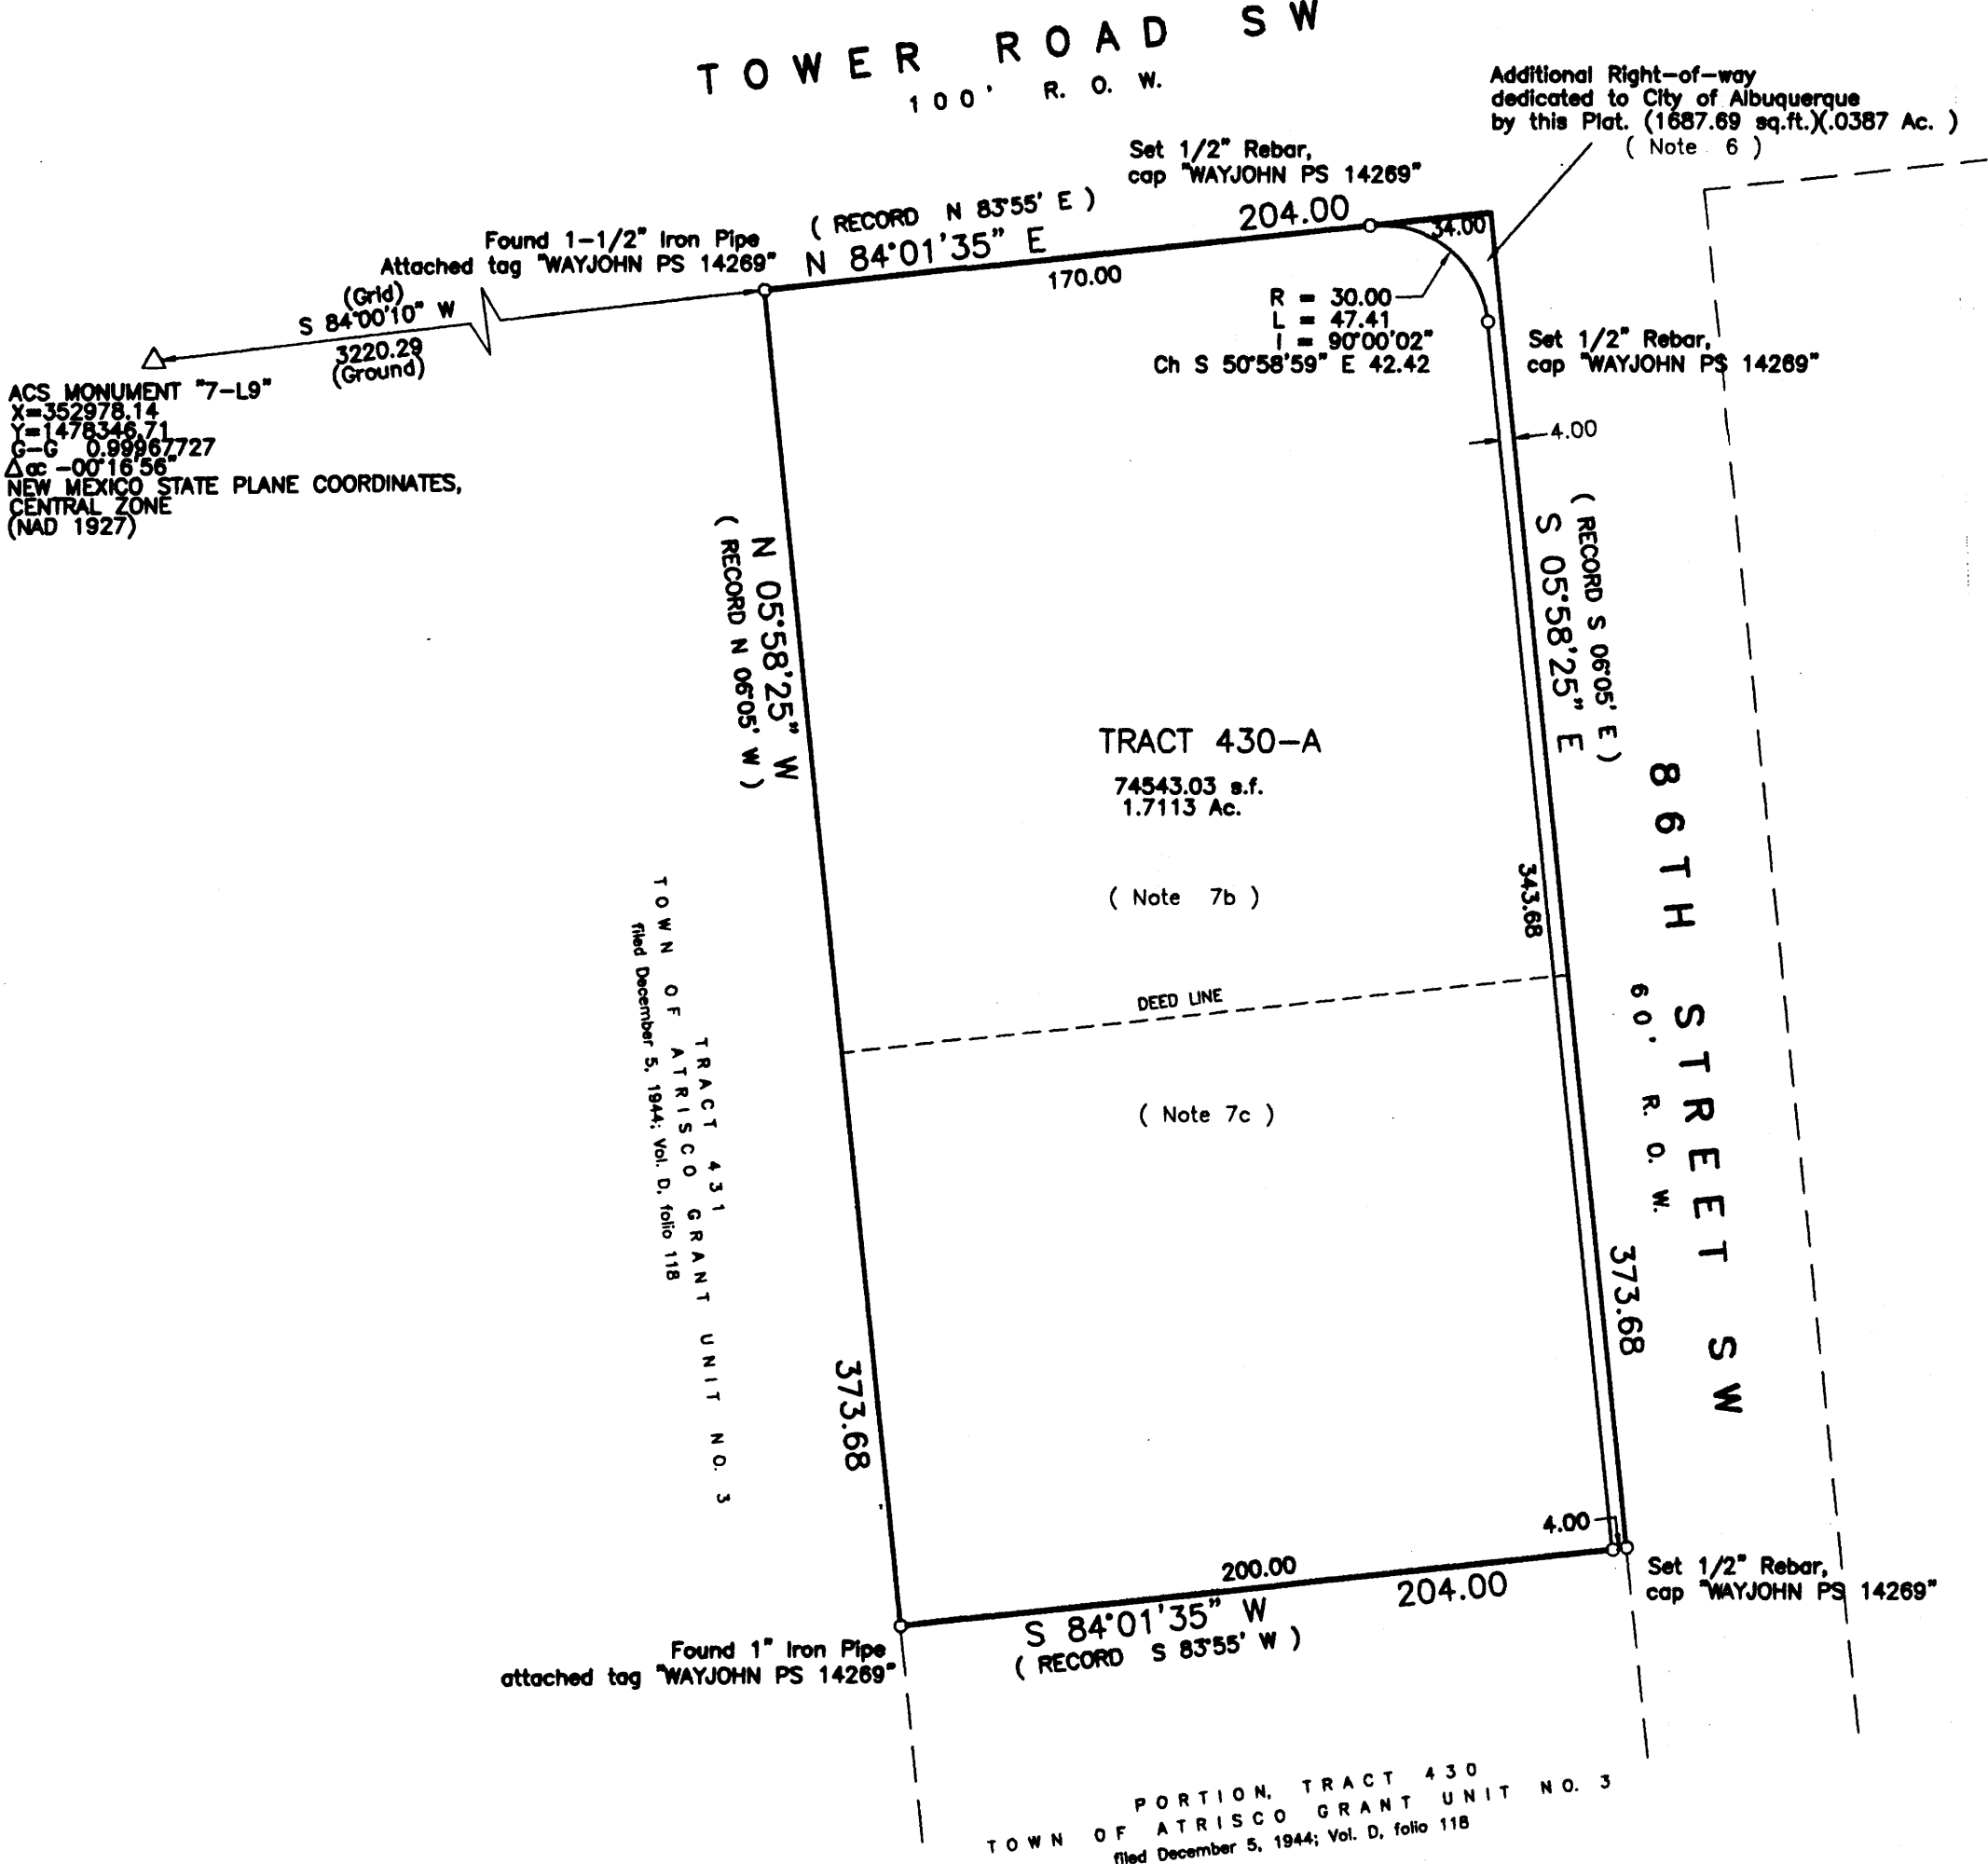 TOWER ROAD SW
100' R. O. W.
Additional Right-of-way
dedicated to City of Albuquerque
by this Plat. (1687.69 sq.ft.)(.0387 Ac. )
( Note 6 )
Set 1/2" Rebar,
cap "WAYJOHN PS 14269"
( RECORD N 83°55' E )
N 84°01'35" E
204.00
34.00
170.00
Found 1-1/2" Iron Pipe
Attached tag "WAYJOHN PS 14269"
(Grid)
S 84°00'10" W
3220.29
(Ground)
ACS MONUMENT "7-L9"
X=352978.14
Y=1478346.71
G-G 0.99967727
Δ∝ -00°16'56"
NEW MEXICO STATE PLANE COORDINATES,
CENTRAL ZONE
(NAD 1927)
R = 30.00
L = 47.41
I = 90°00'02"
Ch S 50°58'59" E 42.42
Set 1/2" Rebar,
cap "WAYJOHN PS 14269"
4.00
N 05°58'25" W
( RECORD N 06°05' W )
( RECORD S 06°05' E )
S 05°58'25" E
TRACT 430-A
74543.03 s.f.
1.7113 Ac.
( Note 7b )
343.68
86TH STREET SW
60' R. O. W.
DEED LINE
( Note 7c )
TRACT 431
TOWN OF ATRISCO GRANT UNIT NO. 3
filed December 5, 1944; Vol. D, folio 118
373.68
373.68
4.00
200.00
204.00
S 84°01'35" W
( RECORD S 83°55' W )
Set 1/2" Rebar,
cap "WAYJOHN PS 14269"
Found 1" Iron Pipe
attached tag "WAYJOHN PS 14269"
PORTION, TRACT 430
TOWN OF ATRISCO GRANT UNIT NO. 3
filed December 5, 1944; Vol. D, folio 118